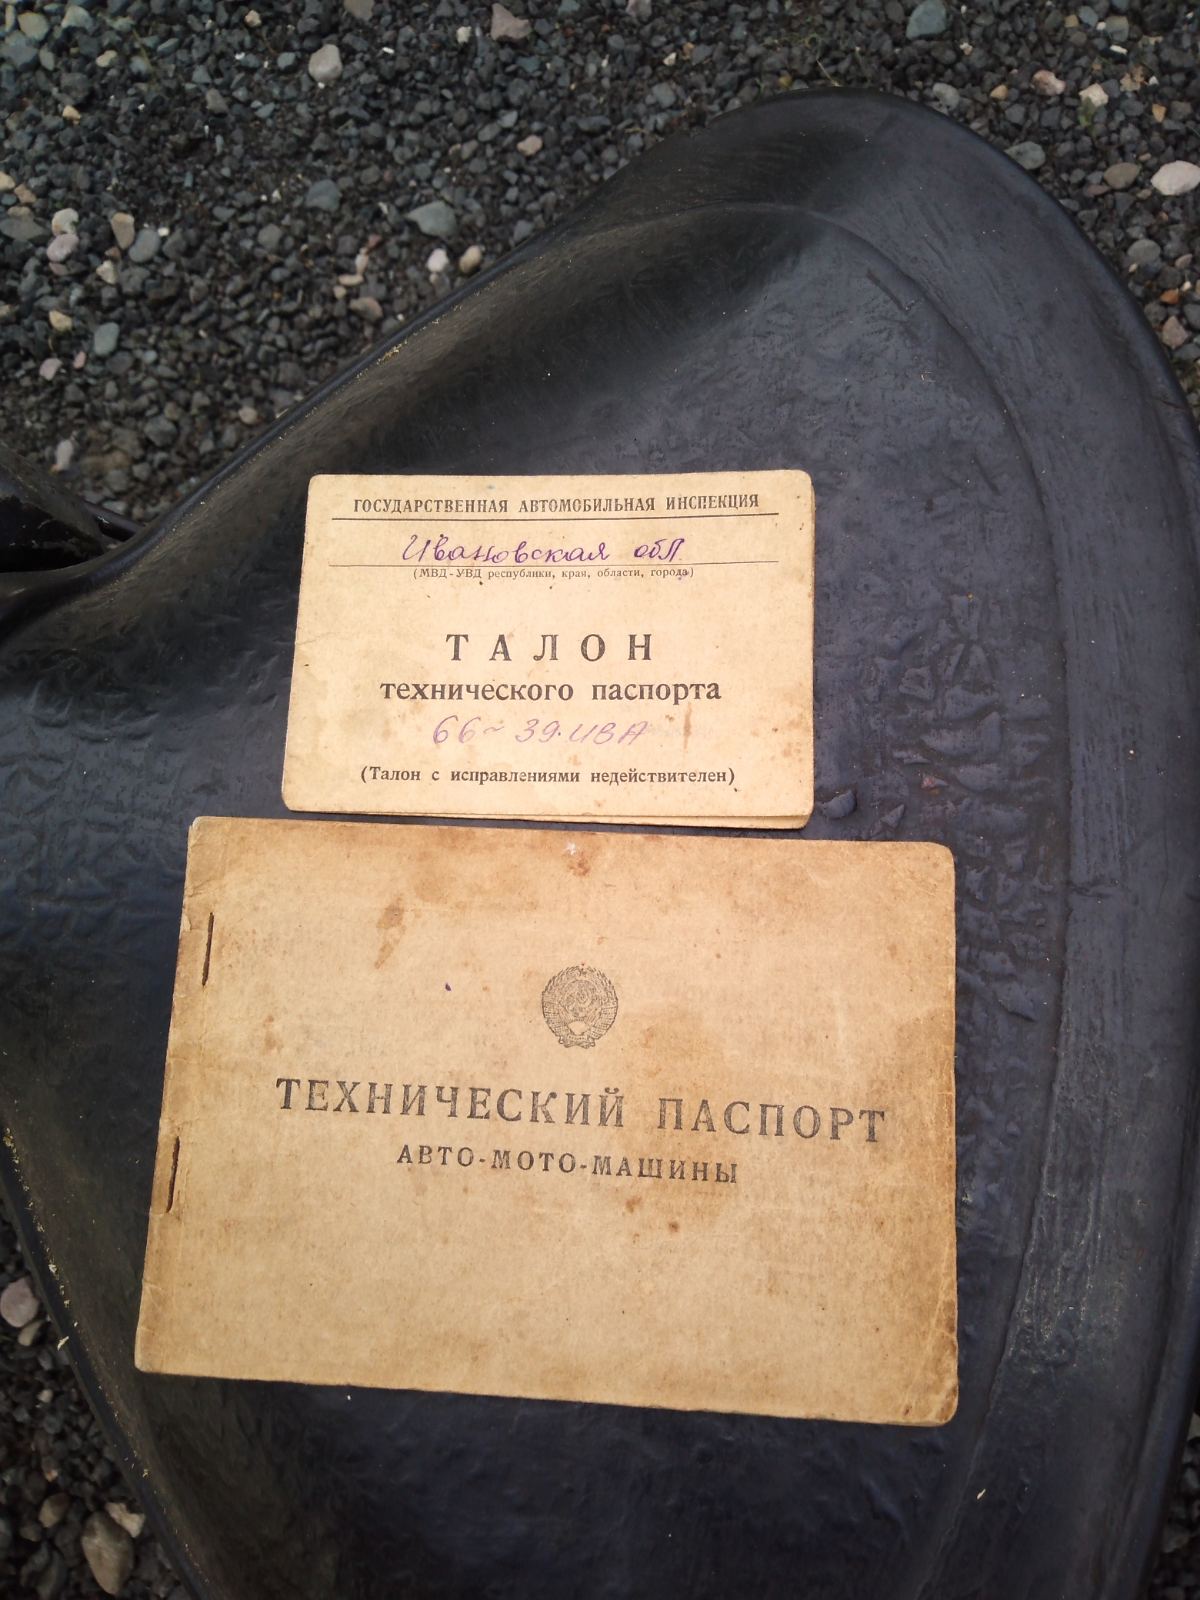 ГОСУДАРСТВЕННАЯ АВТОМОБИЛЬНАЯ ИНСПЕКЦИЯ
Ивановская обл
(МВД-УВД республики, края, области, города)
ТАЛОН
технического паспорта
66~39 ИВА
(Талон с исправлениями недействителен)
ТЕХНИЧЕСКИЙ ПАСПОРТ
АВТО-МОТО-МАШИНЫ